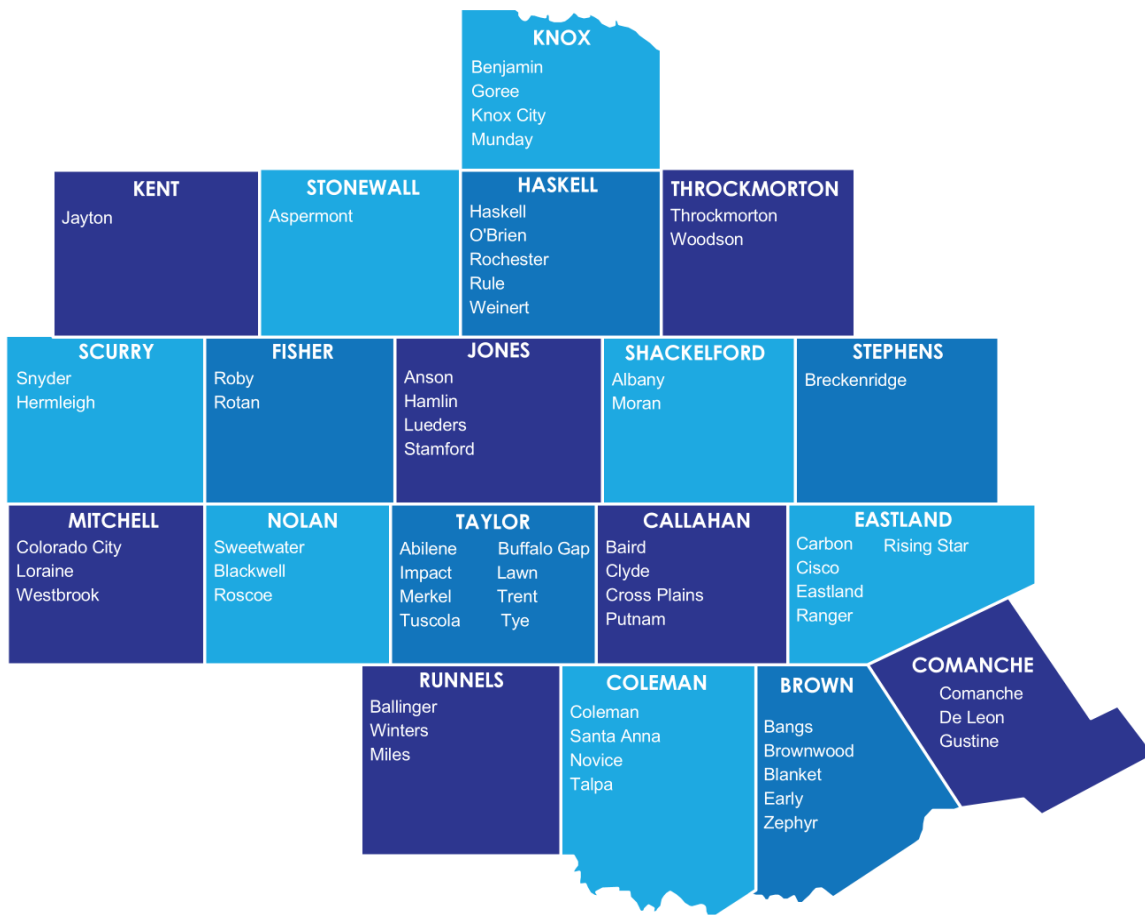 KNOX
Benjamin
Goree
Knox City
Munday
KENT
Jayton
STONEWALL
Aspermont
HASKELL
Haskell
O'Brien
Rochester
Rule
Weinert
THROCKMORTON
Throckmorton
Woodson
SCURRY
Snyder
Hermleigh
FISHER
Roby
Rotan
JONES
Anson
Hamlin
Lueders
Stamford
SHACKELFORD
Albany
Moran
STEPHENS
Breckenridge
MITCHELL
Colorado City
Loraine
Westbrook
NOLAN
Sweetwater
Blackwell
Roscoe
TAYLOR
Abilene Buffalo Gap
Impact Lawn
Merkel Trent
Tuscola Tye
CALLAHAN
Baird
Clyde
Cross Plains
Putnam
EASTLAND
Carbon Rising Star
Cisco
Eastland
Ranger
RUNNELS
Ballinger
Winters
Miles
COLEMAN
Coleman
Santa Anna
Novice
Talpa
BROWN
Bangs
Brownwood
Blanket
Early
Zephyr
COMANCHE
Comanche
De Leon
Gustine